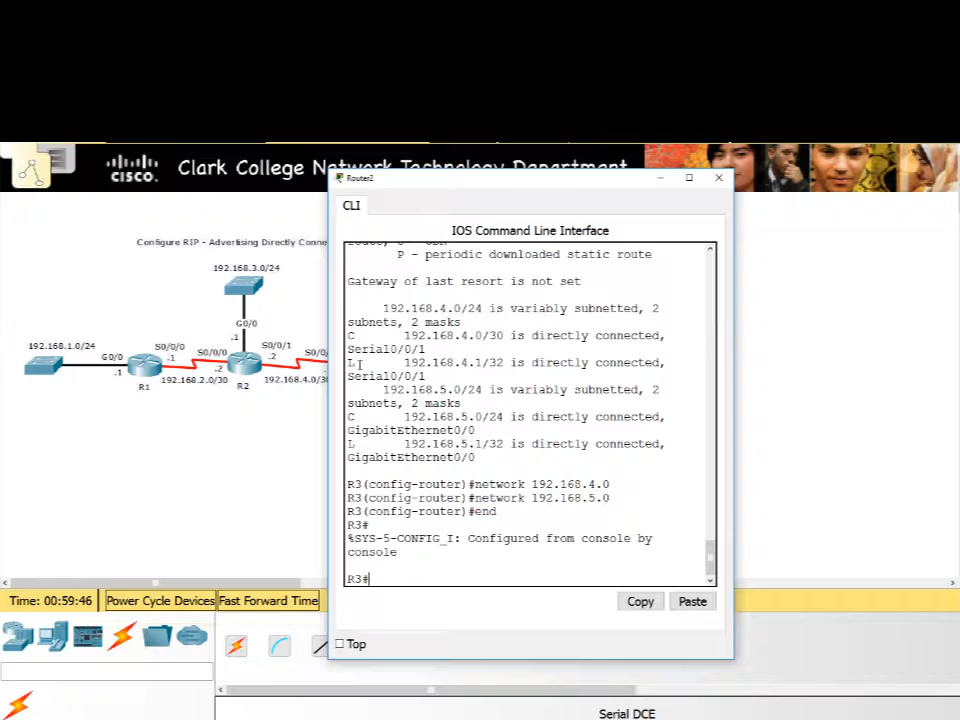 Clark College Network Technology Department
CISCO.
Router2
CLI
IOS Command Line Interface
P - periodic downloaded static route
Gateway of last resort is not set
192.168.4.0/24 is variably subnetted, 2
subnets, 2 masks
C 192.168.4.0/30 is directly connected,
Serial0/0/1
L 192.168.4.1/32 is directly connected,
Serial0/0/1
192.168.5.0/24 is variably subnetted, 2
subnets, 2 masks
C 192.168.5.0/24 is directly connected,
GigabitEthernet0/0
L 192.168.5.1/32 is directly connected,
GigabitEthernet0/0
R3(config-router)#network 192.168.4.0
R3(config-router)#network 192.168.5.0
R3(config-router)#end
R3#
%SYS-5-CONFIG_I: Configured from console by
console
R3#
Copy
Paste
Top
Configure RIP - Advertising Directly Conne
192.168.3.0/24
G0/0
.1
192.168.1.0/24
G0/0
.1
S0/0/0
.1
S0/0/0
.2
S0/0/1
.2
S0/0/
R1
192.168.2.0/30
R2
192.168.4.0/30
Time: 00:59:46
Power Cycle Devices
Fast Forward Time
Serial DCE